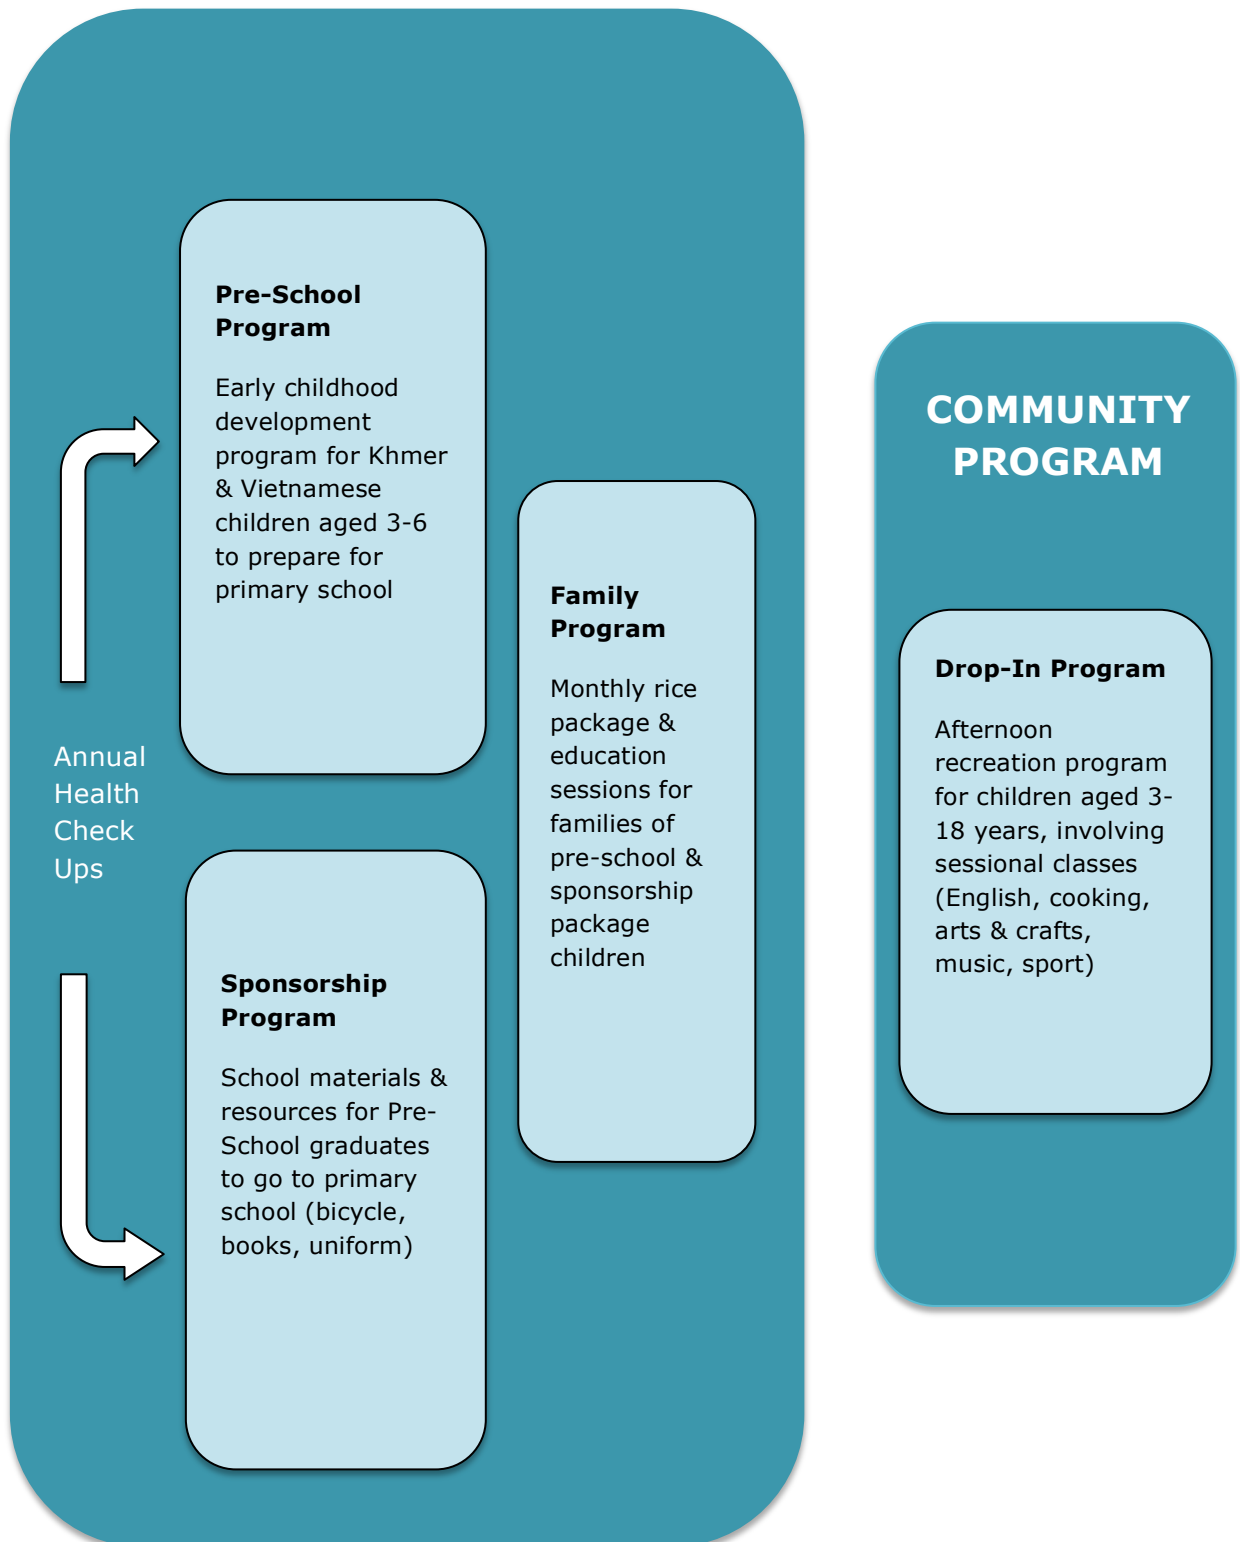 Pre-School
Program
Early childhood
development
program for Khmer
& Vietnamese
children aged 3-6
to prepare for
primary school
Annual
Health
Check
Ups
Sponsorship
Program
School materials &
resources for Pre-
School graduates
to go to primary
school (bicycle,
books, uniform)
Family
Program
Monthly rice
package &
education
sessions for
families of
pre-school &
sponsorship
package
children
COMMUNITY
PROGRAM
Drop-In Program
Afternoon
recreation program
for children aged 3-
18 years, involving
sessional classes
(English, cooking,
arts & crafts,
music, sport)